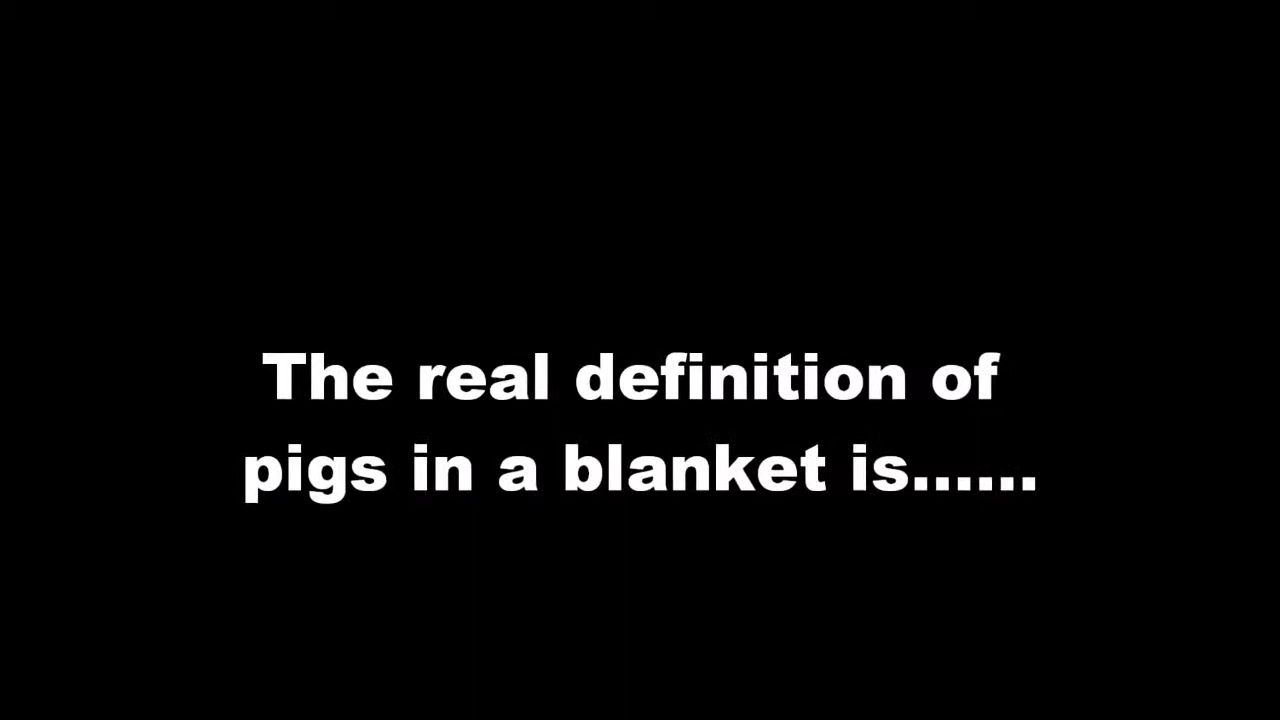 The real definition of
pigs in a blanket is......